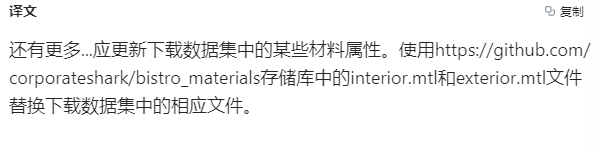 译文
复制
还有更多...应更新下载数据集中的某些材料属性。使用https://github.com/
corporateshark/bistro_materials存储库中的interior.mtl和exterior.mtl文件
替换下载数据集中的相应文件。